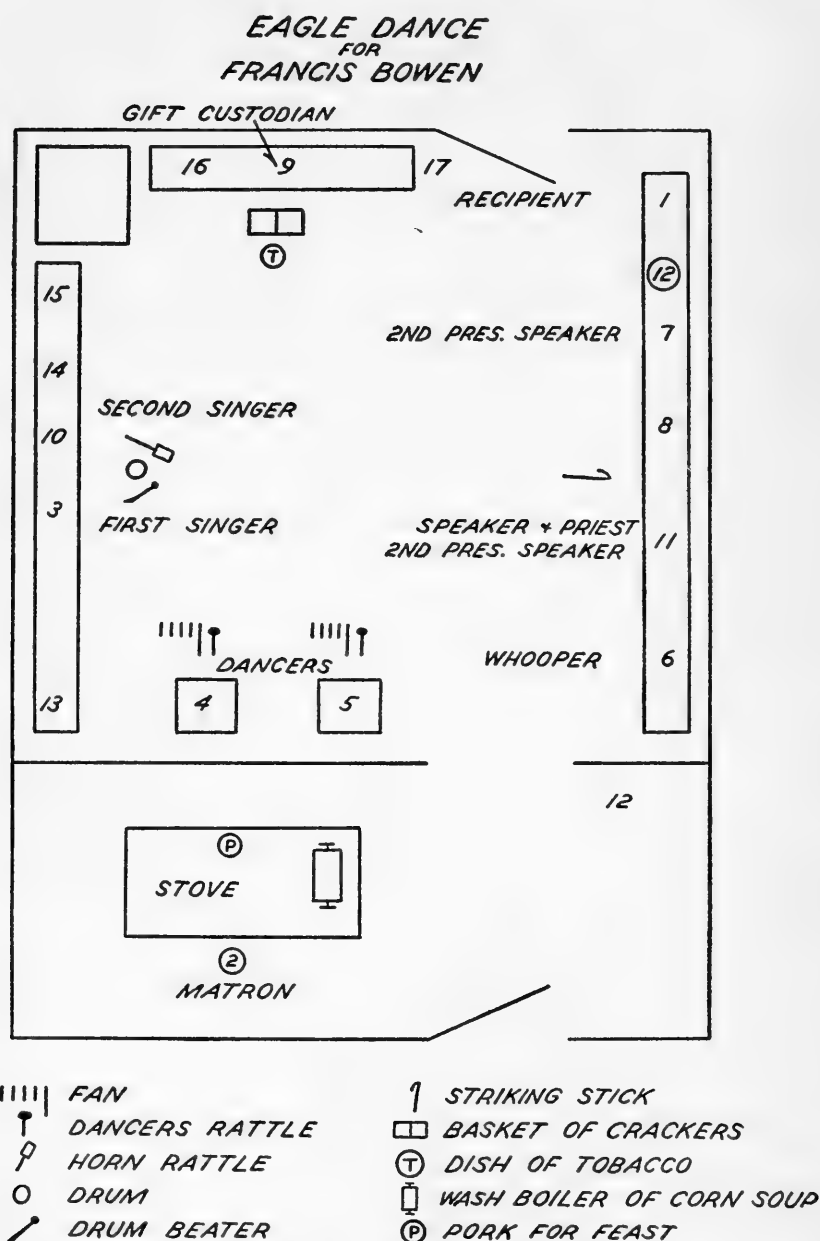 EAGLE DANCE
FOR
FRANCIS BOWEN
GIFT CUSTODIAN
16 9 17
RECIPIENT 1
T
12
15
2ND PRES. SPEAKER 7
14
SECOND SINGER
10 8
3
FIRST SINGER
SPEAKER & PRIEST
2ND PRES. SPEAKER 11
DANCERS
WHOOPER 6
13 4 5
12
P
STOVE
2
MATRON
FAN
DANCERS RATTLE
HORN RATTLE
DRUM
DRUM BEATER
STRIKING STICK
BASKET OF CRACKERS
T DISH OF TOBACCO
WASH BOILER OF CORN SOUP
P PORK FOR FEAST